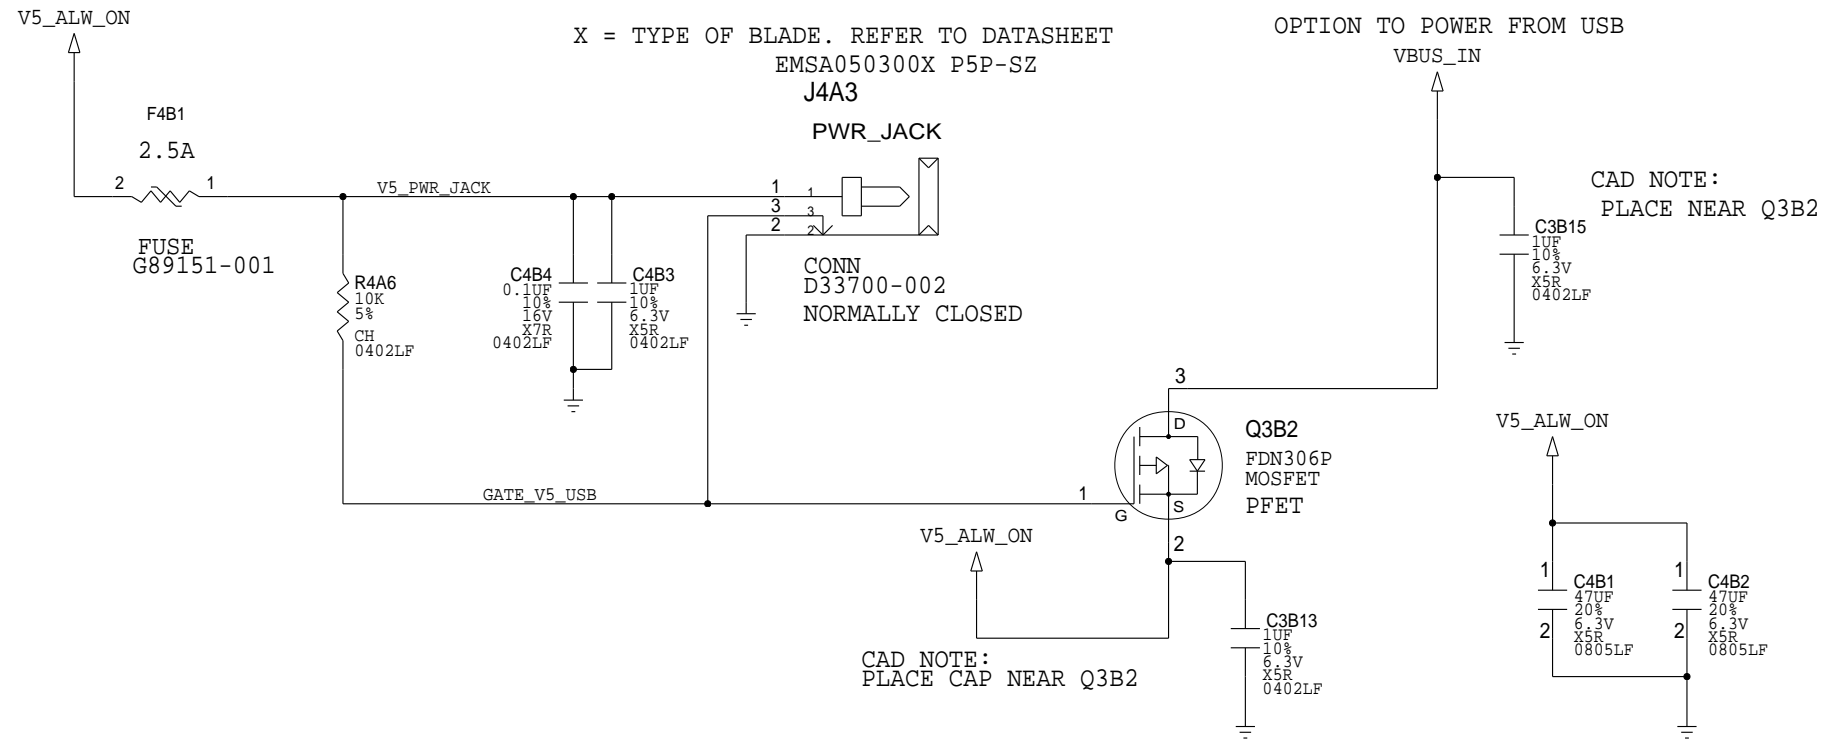 V5_ALW_ON
X = TYPE OF BLADE. REFER TO DATASHEET
EMSA050300X P5P-SZ
J4A3
PWR_JACK
OPTION TO POWER FROM USB
VBUS_IN
F4B1
2.5A
2
1
FUSE
G89151-001
V5_PWR_JACK
1
3
2
1
3
2
CONN
D33700-002
NORMALLY CLOSED
R4A6
10K
5%
CH
0402LF
C4B4
0.1UF
10%
16V
X7R
0402LF
C4B3
1UF
10%
6.3V
X5R
0402LF
CAD NOTE:
PLACE NEAR Q3B2
C3B15
1UF
10%
6.3V
X5R
0402LF
GATE_V5_USB
1
G
3
D
S
2
Q3B2
FDN306P
MOSFET
PFET
V5_ALW_ON
CAD NOTE:
PLACE CAP NEAR Q3B2
C3B13
1UF
10%
6.3V
X5R
0402LF
V5_ALW_ON
1
2
C4B1
47UF
20%
6.3V
X5R
0805LF
1
2
C4B2
47UF
20%
6.3V
X5R
0805LF